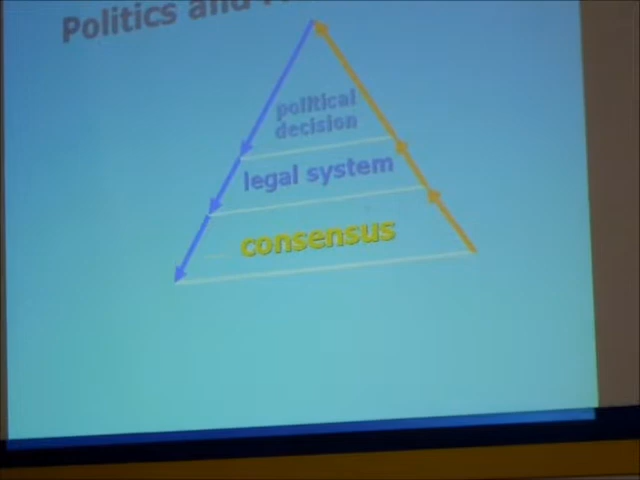 Politics and
political
decision
legal system
consensus